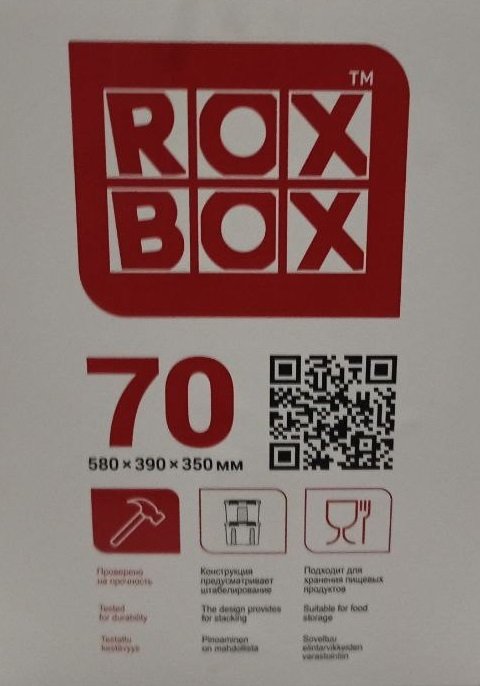 TM
ROX
BOX
70
580×390×350 мм
Проверено
на прочность
Tested
for durability
Testattu
kestävyys
Конструкция
предусматривает
штабелирование
The design provides
for stacking
Pinoaminen
on mahdollista
Подходит для
хранения пищевых
продуктов
Suitable for food
storage
Soveltuu
elintarvikkeiden
varastointiin